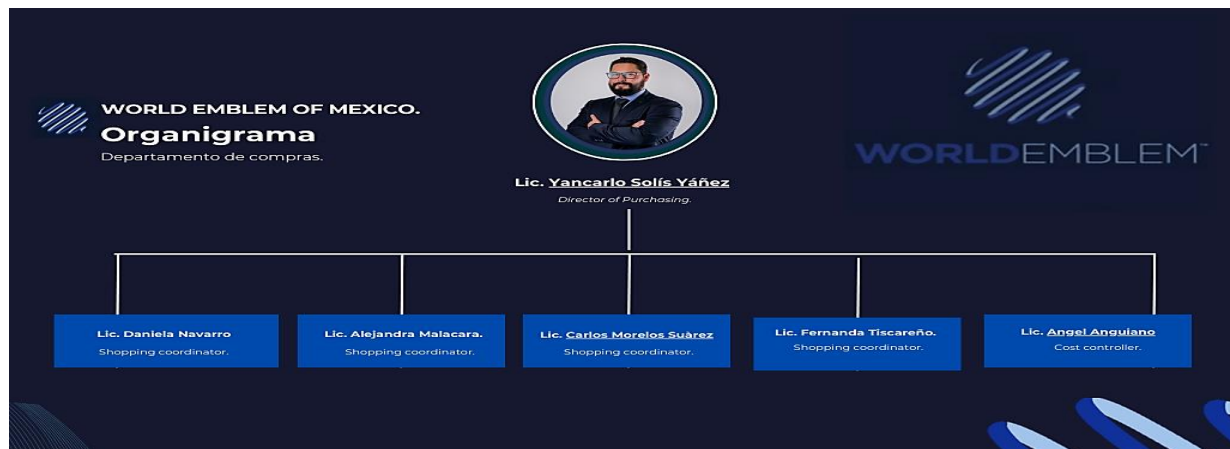 WORLD EMBLEM OF MEXICO.
Organigrama
Departamento de compras.
WORLDEMBLEM™
Lic. Yancarlo Solís Yáñez
Director of Purchasing.
Lic. Daniela Navarro
Shopping coordinator.
Lic. Alejandra Malacara.
Shopping coordinator.
Lic. Carlos Morelos Suàrez
Shopping coordinator.
Lic. Fernanda Tiscareño.
Shopping coordinator.
Lic. Angel Anguiano
Cost controller.